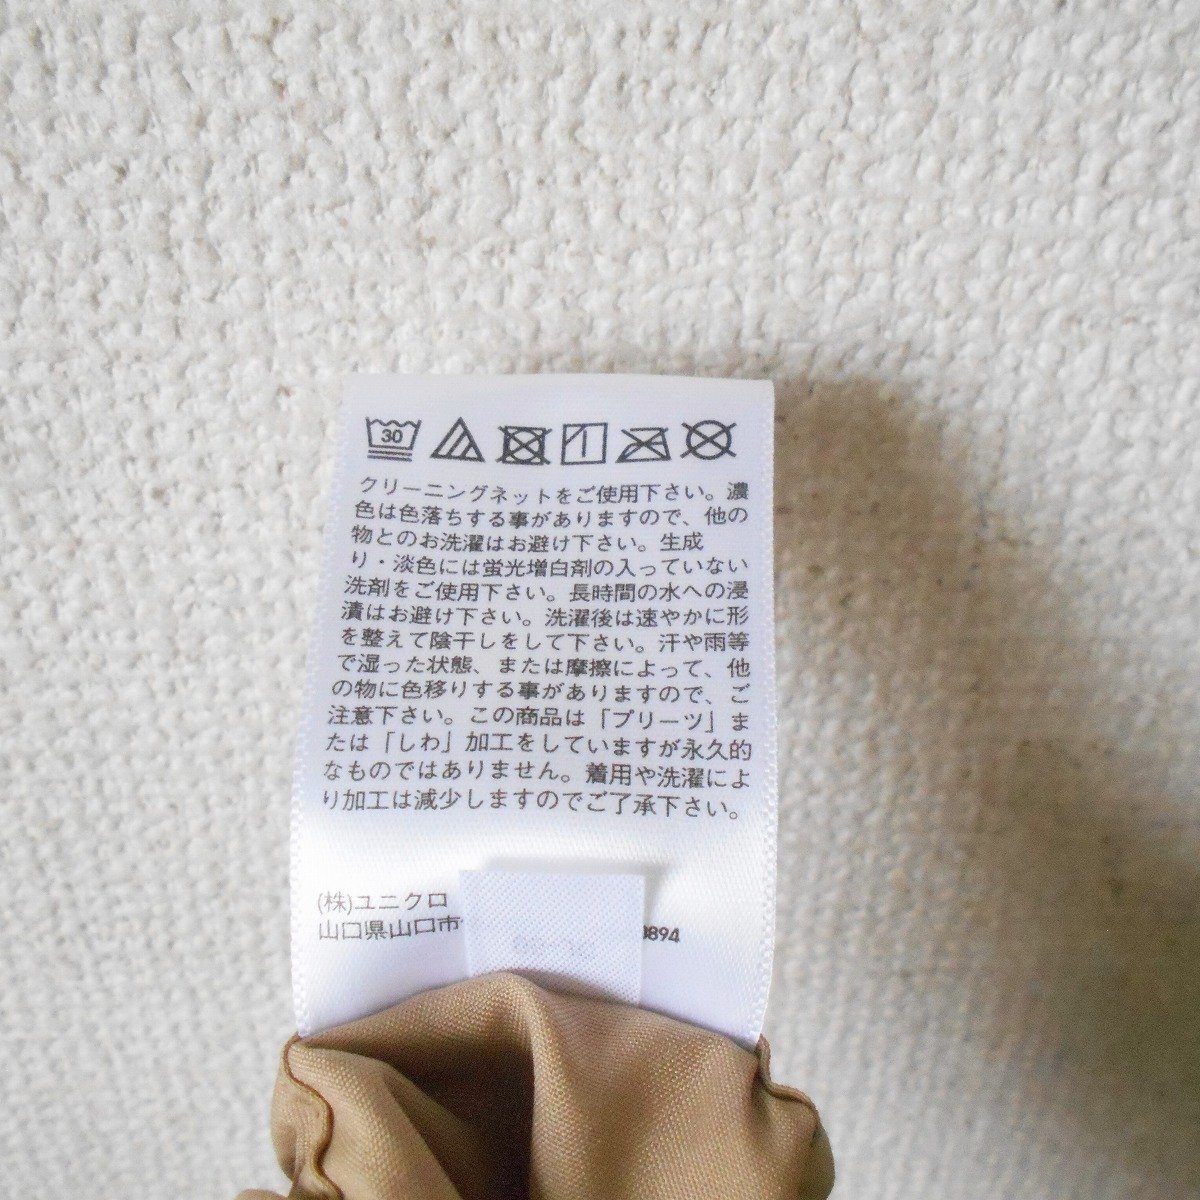 30
クリーニングネットをご使用下さい。濃
色は色落ちする事がありますので、他の
物とのお洗濯はお避け下さい。生成
り・淡色には蛍光増白剤の入っていない
洗剤をご使用下さい。長時間の水への浸
漬はお避け下さい。洗濯後は速やかに形
を整えて陰干しをして下さい。汗や雨等
で湿った状態、または摩擦によって、他
の物に色移りする事がありますので、ご
注意下さい。この商品は「プリーツ」ま
たは「しわ」加工をしていますが永久的
なものではありません。着用や洗濯によ
り加工は減少しますのでご了承下さい。
(株)ユニクロ
山口県山口市 894